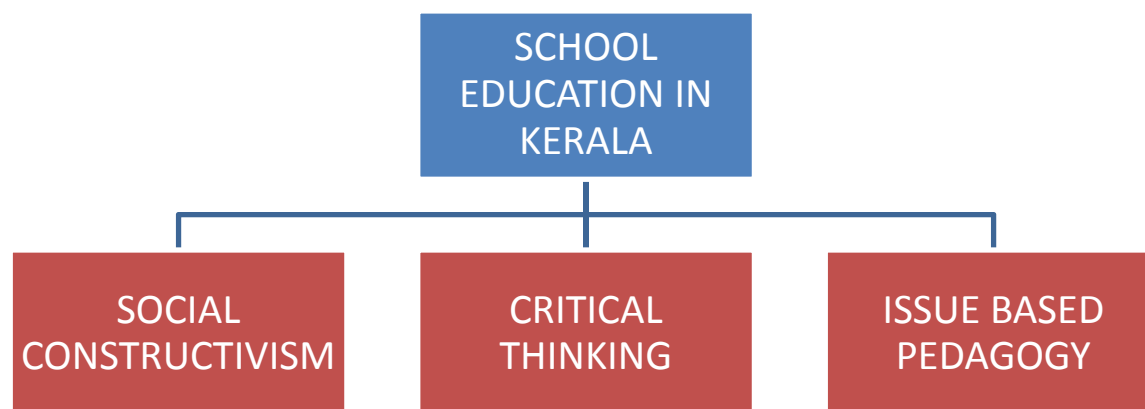 SCHOOL
EDUCATION IN
KERALA
SOCIAL
CONSTRUCTIVISM
CRITICAL
THINKING
ISSUE BASED
PEDAGOGY